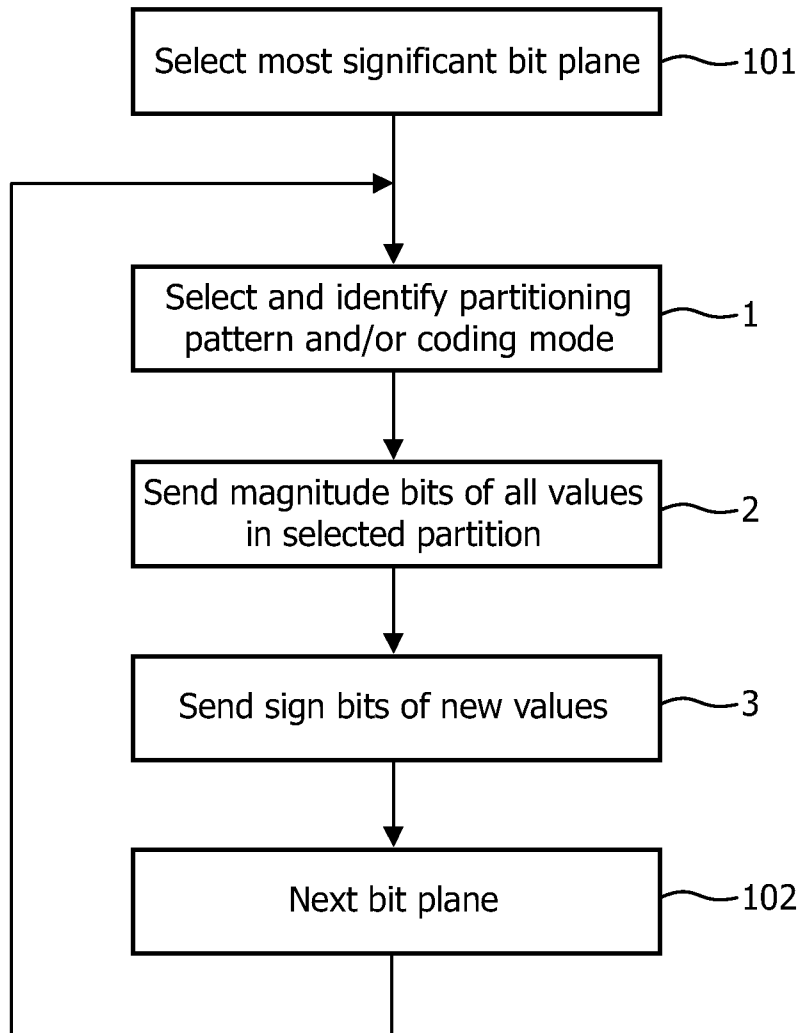 Select most significant bit plane
101
Select and identify partitioning
pattern and/or coding mode
1
Send magnitude bits of all values
in selected partition
2
Send sign bits of new values
3
Next bit plane
102